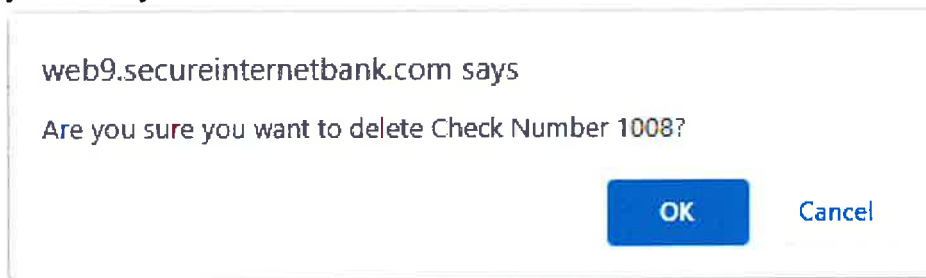 web9.secureinternetbank.com says
Are you sure you want to delete Check Number 1008?
OK Cancel